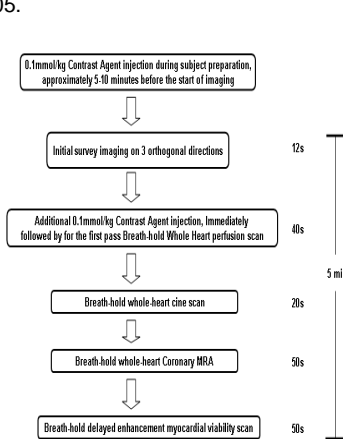 05.
0.1mmol/kg Contrast Agent injection during subject preparation,
approximately 5-10 minutes before the start of imaging
Initial survey imaging on 3 orthogonal directions
12s
Additional 0.1mmol/kg Contrast Agent injection, Immediately
followed by for the first pass Breath-hold Whole Heart perfusion scan
40s
5 mi
Breath-hold whole-heart cine scan
20s
Breath-hold whole-heart Coronary MRA
50s
Breath-hold delayed enhancement myocardial viability scan
50s